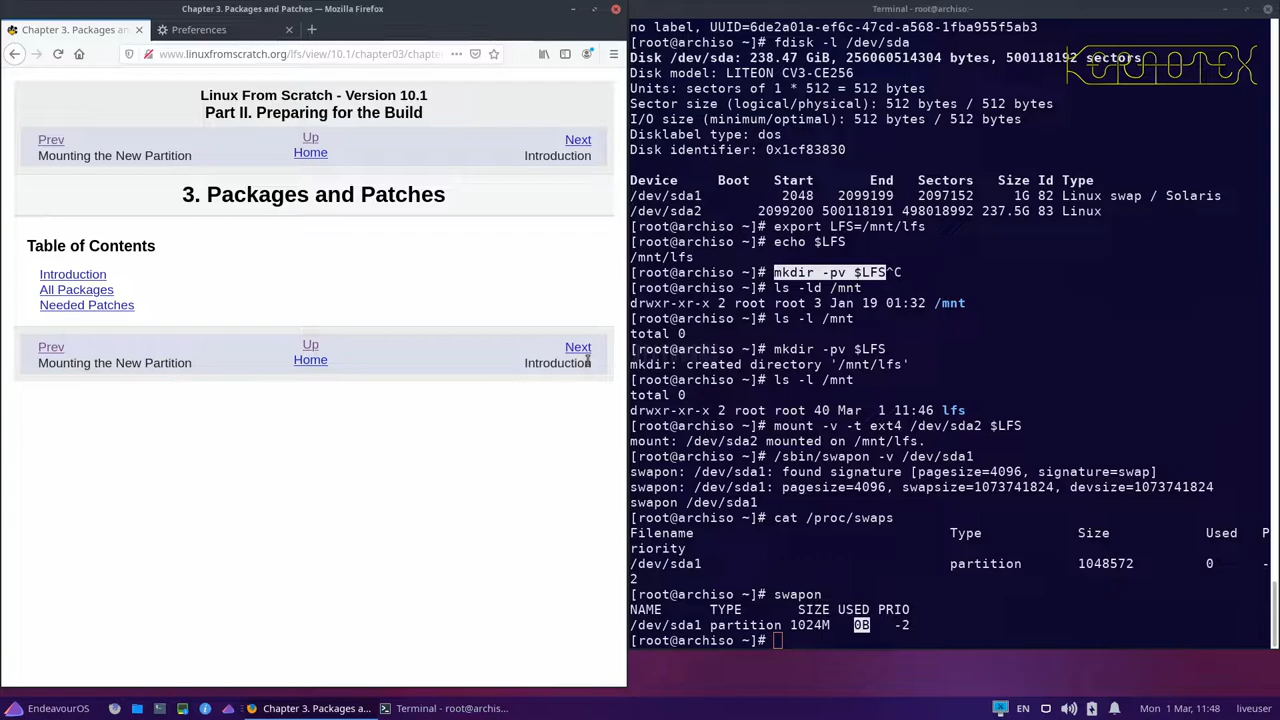 Chapter 3. Packages and Patches — Mozilla Firefox
Chapter 3. Packages and
Preferences
www.linuxfromscratch.org/lfs/view/10.1/chapter03/chapte
Linux From Scratch - Version 10.1
Part II. Preparing for the Build
Prev Up Next
Mounting the New Partition Home Introduction
3. Packages and Patches
Table of Contents
Introduction
All Packages
Needed Patches
Prev Up Next
Mounting the New Partition Home Introduction
Terminal - root@archiso:~
no label, UUID=6de2a01a-ef6c-47cd-a568-1fba955f5ab3
[root@archiso ~]# fdisk -l /dev/sda
Disk /dev/sda: 238.47 GiB, 256060514304 bytes, 500118192 sectors
Disk model: LITEON CV3-CE256
Units: sectors of 1 * 512 = 512 bytes
Sector size (logical/physical): 512 bytes / 512 bytes
I/O size (minimum/optimal): 512 bytes / 512 bytes
Disklabel type: dos
Disk identifier: 0x1cf83830
Device Boot Start End Sectors Size Id Type
/dev/sda1 2048 2099199 2097152 1G 82 Linux swap / Solaris
/dev/sda2 2099200 500118191 498018992 237.5G 83 Linux
[root@archiso ~]# export LFS=/mnt/lfs
[root@archiso ~]# echo $LFS
/mnt/lfs
[root@archiso ~]# mkdir -pv $LFS^C
[root@archiso ~]# ls -ld /mnt
drwxr-xr-x 2 root root 3 Jan 19 01:32 /mnt
[root@archiso ~]# ls -l /mnt
total 0
[root@archiso ~]# mkdir -pv $LFS
mkdir: created directory '/mnt/lfs'
[root@archiso ~]# ls -l /mnt
total 0
drwxr-xr-x 2 root root 40 Mar 1 11:46 lfs
[root@archiso ~]# mount -v -t ext4 /dev/sda2 $LFS
mount: /dev/sda2 mounted on /mnt/lfs.
[root@archiso ~]# /sbin/swapon -v /dev/sda1
swapon: /dev/sda1: found signature [pagesize=4096, signature=swap]
swapon: /dev/sda1: pagesize=4096, swapsize=1073741824, devsize=1073741824
swapon /dev/sda1
[root@archiso ~]# cat /proc/swaps
Filename Type Size Used P
riority
/dev/sda1 partition 1048572 0 -
2
[root@archiso ~]# swapon
NAME TYPE SIZE USED PRIO
/dev/sda1 partition 1024M 0B -2
[root@archiso ~]#
EndeavourOS
Chapter 3. Packages a...
Terminal - root@archis...
EN
Mon 1 Mar, 11:48
liveuser